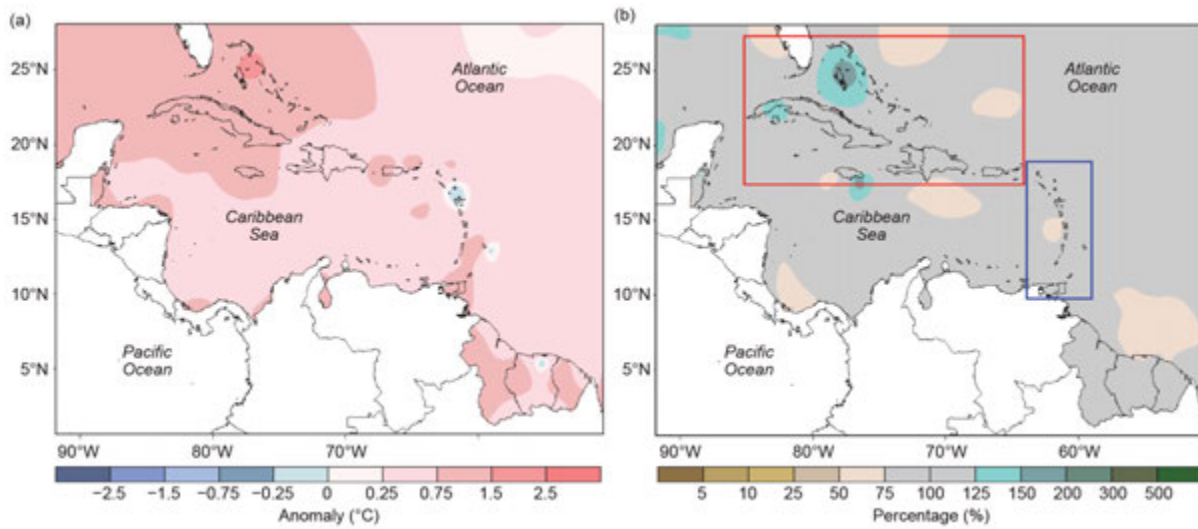 (a)
25°N
20°N
15°N
10°N
5°N
Atlantic
Ocean
Caribbean
Sea
Pacific
Ocean
90°W 80°W 70°W
−2.5 −1.5 −0.75 −0.25 0 0.25 0.75 1.5 2.5
Anomaly (°C)
(b)
25°N
20°N
15°N
10°N
5°N
Atlantic
Ocean
Caribbean
Sea
Pacific
Ocean
90°W 80°W 70°W 60°W
5 10 25 50 75 100 125 150 200 300 500
Percentage (%)